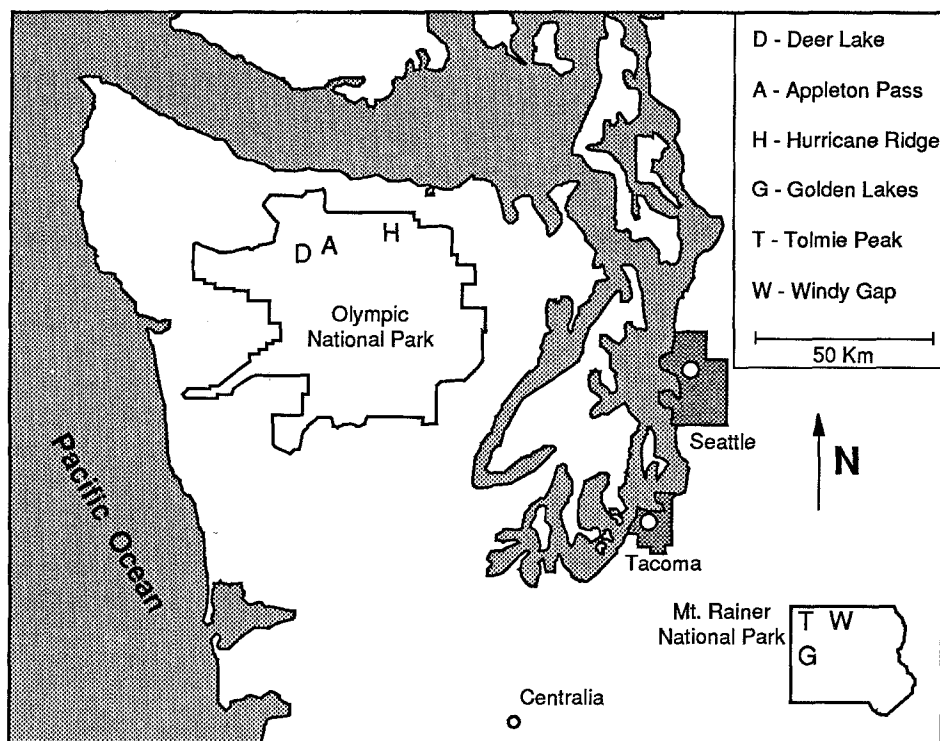 D - Deer Lake
A - Appleton Pass
H - Hurricane Ridge
G - Golden Lakes
T - Tolmie Peak
W - Windy Gap
50 Km
D A H
Olympic
National Park
Seattle
N
Pacific Ocean
Tacoma
Mt. Rainer
National Park
T W
G
Centralia